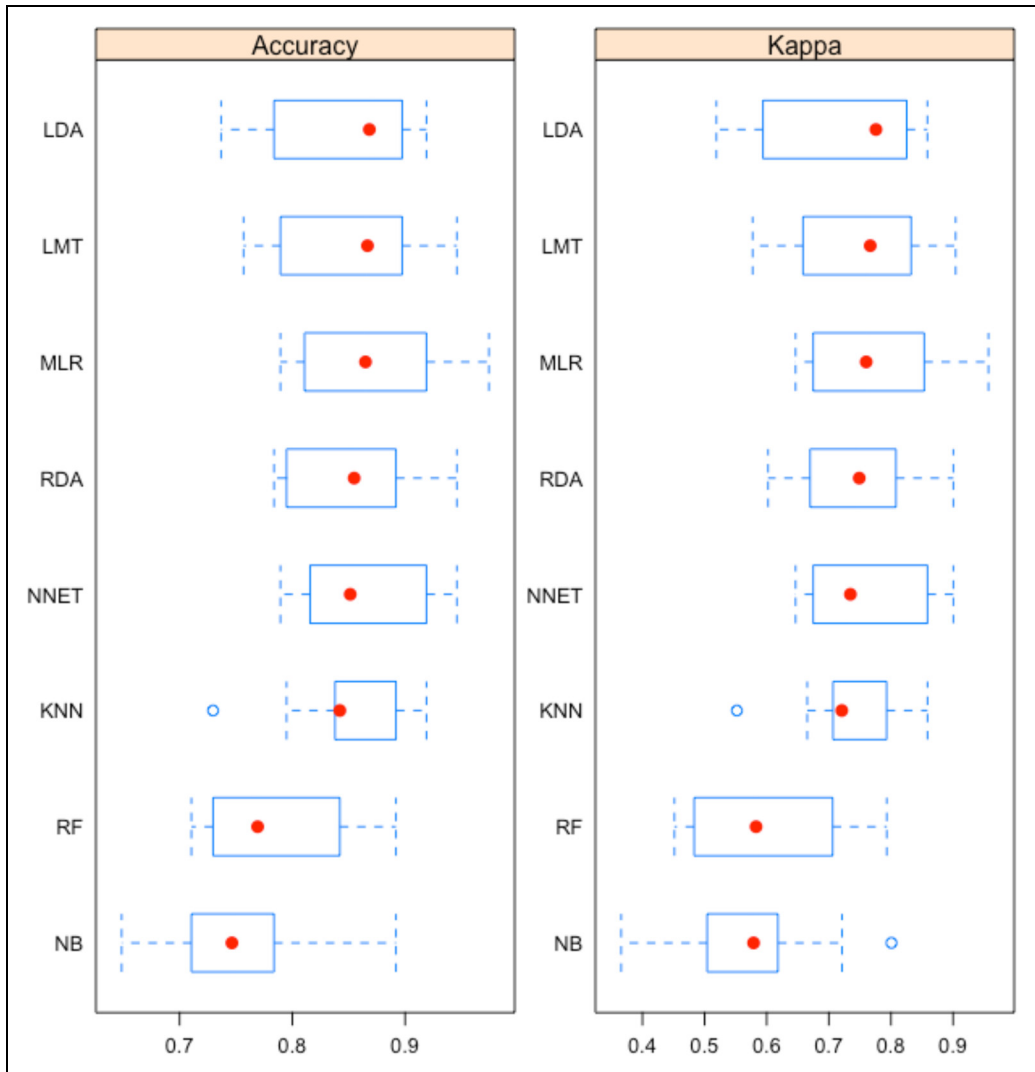 Accuracy
LDA
LMT
MLR
RDA
NNET
KNN
RF
NB
0.7 0.8 0.9
Kappa
LDA
LMT
MLR
RDA
NNET
KNN
RF
NB
0.4 0.5 0.6 0.7 0.8 0.9